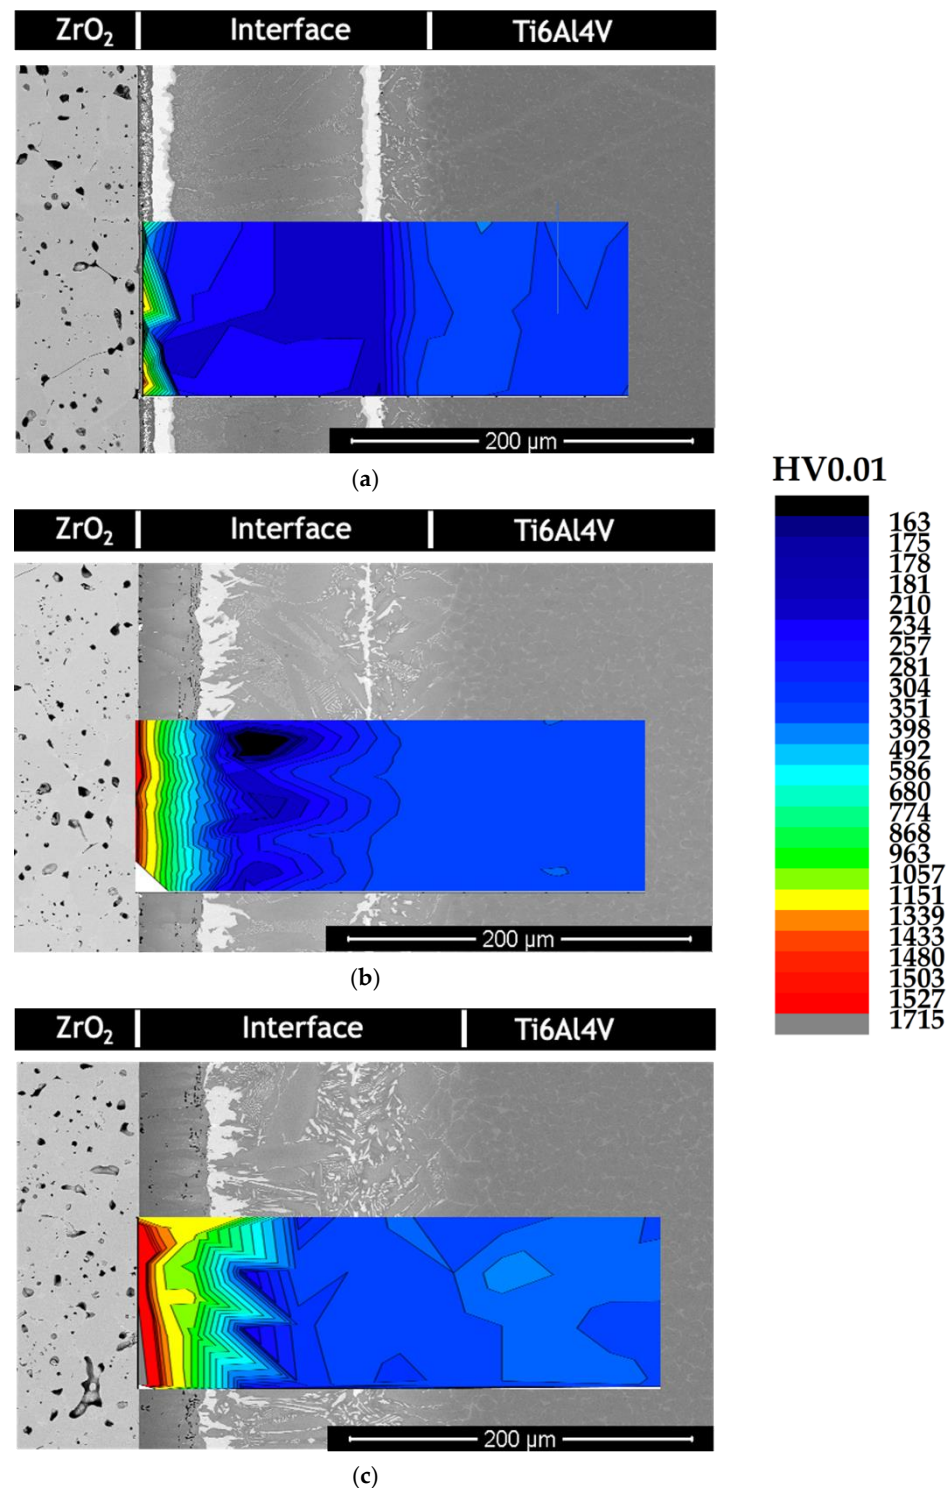 ZrO2 Interface Ti6Al4V
200 µm
(a)
HV0.01
163
175
178
181
210
234
257
281
304
351
398
492
586
680
774
868
963
1057
1151
1339
1433
1480
1503
1527
1715
ZrO2 Interface Ti6Al4V
200 µm
(b)
ZrO2 Interface Ti6Al4V
200 µm
(c)